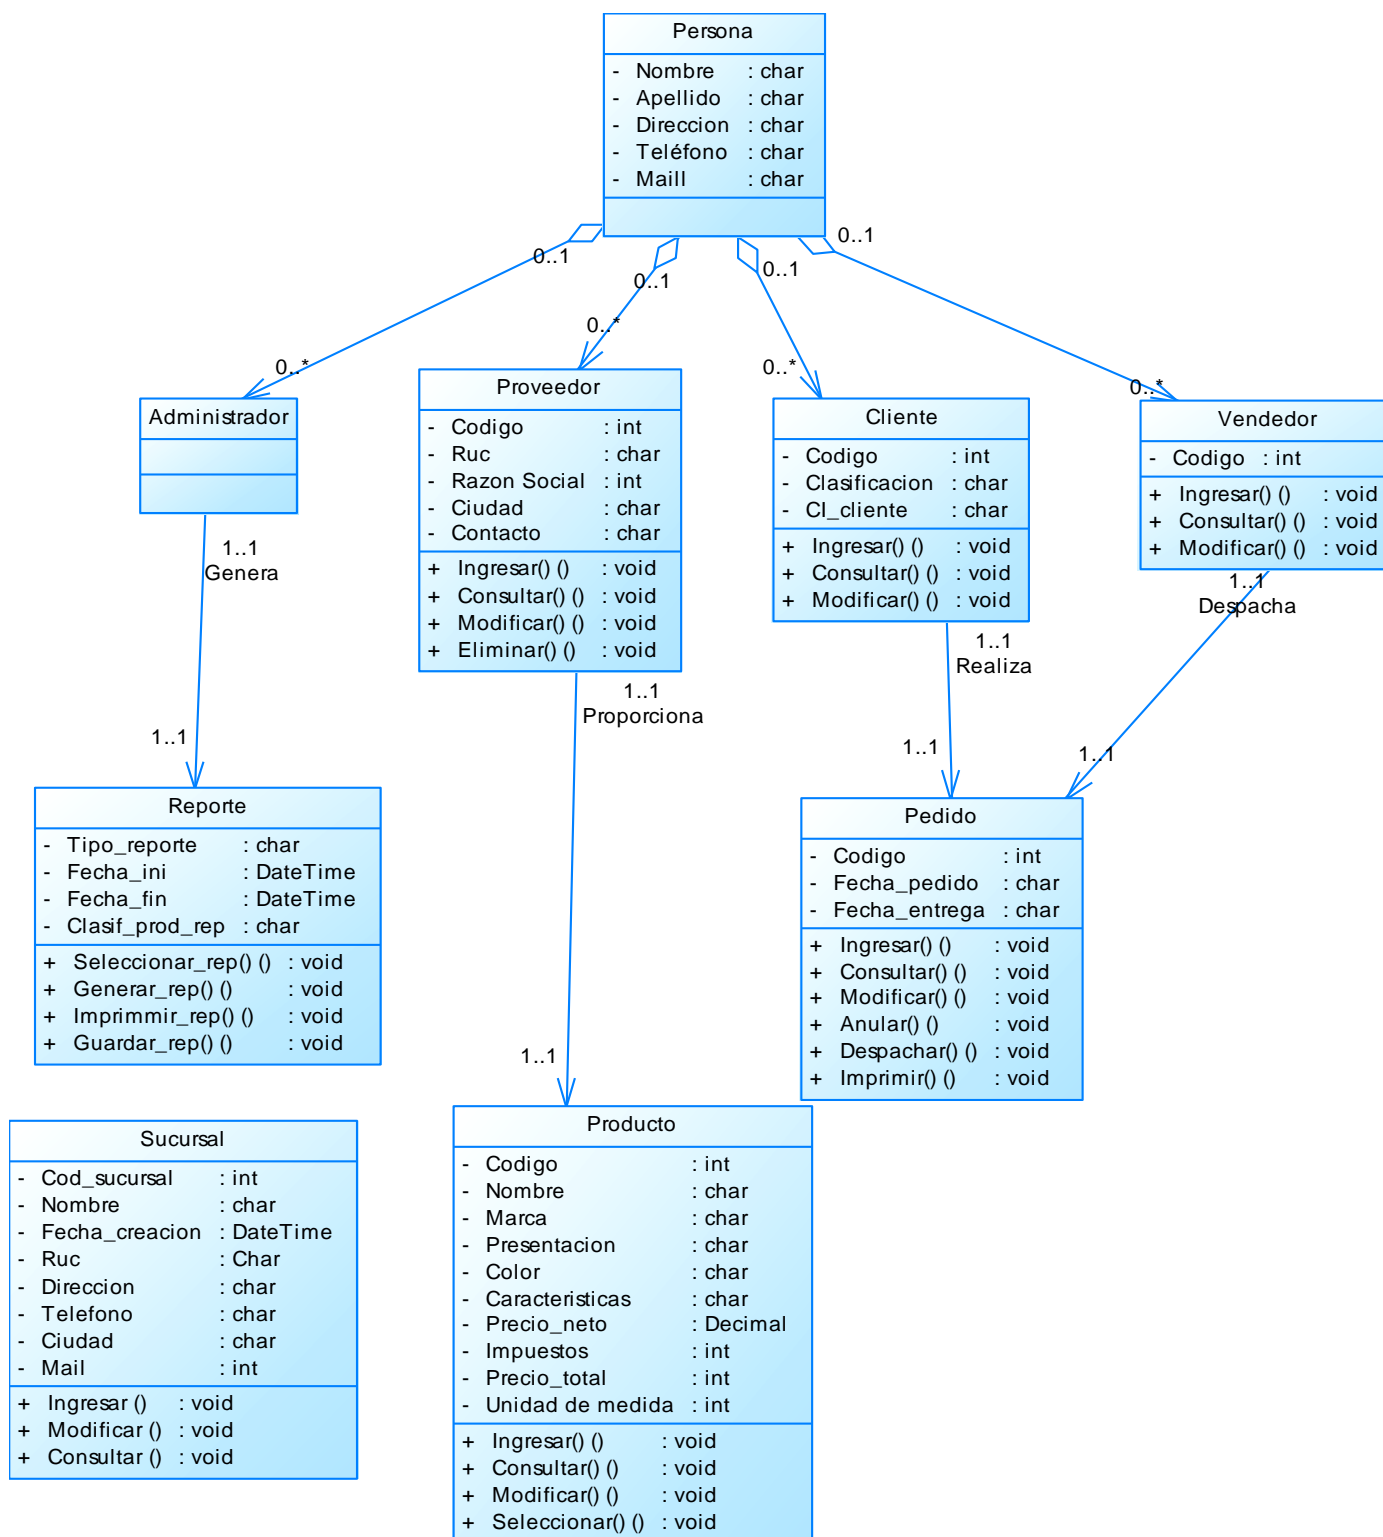 Persona
- Nombre : char
- Apellido : char
- Direccion : char
- Teléfono : char
- Maill : char
0..1
0..1
0..1
0..1
0..*
0..*
0..*
0..*
Administrador
1..1
Genera
1..1
Proveedor
- Codigo : int
- Ruc : char
- Razon Social : int
- Ciudad : char
- Contacto : char
+ Ingresar() () : void
+ Consultar() () : void
+ Modificar() () : void
+ Eliminar() () : void
1..1
Proporciona
1..1
Cliente
- Codigo : int
- Clasificacion : char
- CI_cliente : char
+ Ingresar() () : void
+ Consultar() () : void
+ Modificar() () : void
1..1
Realiza
1..1
Vendedor
- Codigo : int
+ Ingresar() () : void
+ Consultar() () : void
+ Modificar() () : void
1..1
Despacha
1..1
Reporte
- Tipo_reporte : char
- Fecha_ini : DateTime
- Fecha_fin : DateTime
- Clasif_prod_rep : char
+ Seleccionar_rep() () : void
+ Generar_rep() () : void
+ Imprimmir_rep() () : void
+ Guardar_rep() () : void
Pedido
- Codigo : int
- Fecha_pedido : char
- Fecha_entrega : char
+ Ingresar() () : void
+ Consultar() () : void
+ Modificar() () : void
+ Anular() () : void
+ Despachar() () : void
+ Imprimir() () : void
Sucursal
- Cod_sucursal : int
- Nombre : char
- Fecha_creacion : DateTime
- Ruc : Char
- Direccion : char
- Telefono : char
- Ciudad : char
- Mail : int
+ Ingresar () : void
+ Modificar () : void
+ Consultar () : void
Producto
- Codigo : int
- Nombre : char
- Marca : char
- Presentacion : char
- Color : char
- Caracteristicas : char
- Precio_neto : Decimal
- Impuestos : int
- Precio_total : int
- Unidad de medida : int
+ Ingresar() () : void
+ Consultar() () : void
+ Modificar() () : void
+ Seleccionar() () : void